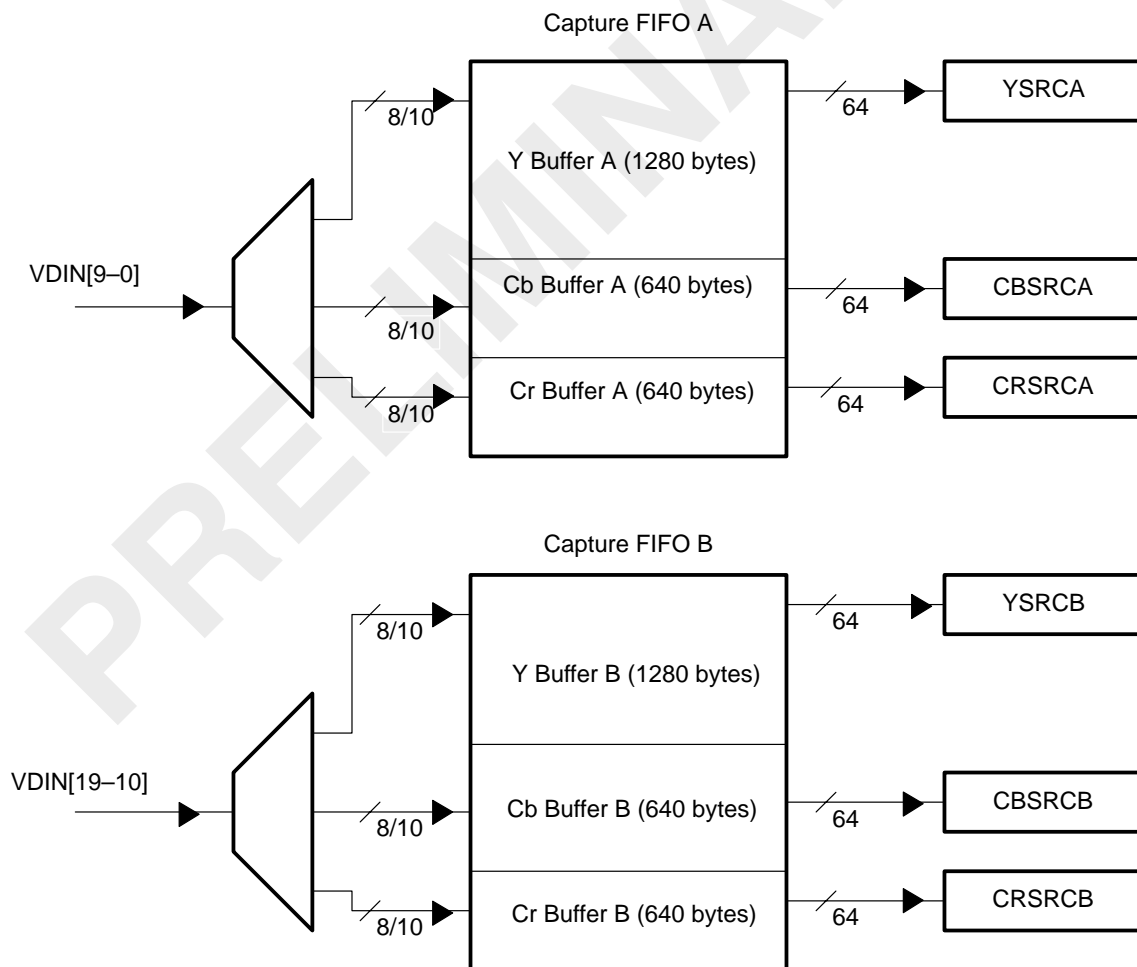 Capture FIFO A
8/10
64
YSRCA
Y Buffer A (1280 bytes)
VDIN[9–0]
8/10
Cb Buffer A (640 bytes)
64
CBSRCA
8/10
Cr Buffer A (640 bytes)
64
CRSRCA
Capture FIFO B
8/10
64
YSRCB
Y Buffer B (1280 bytes)
VDIN[19–10]
8/10
Cb Buffer B (640 bytes)
64
CBSRCB
8/10
Cr Buffer B (640 bytes)
64
CRSRCB